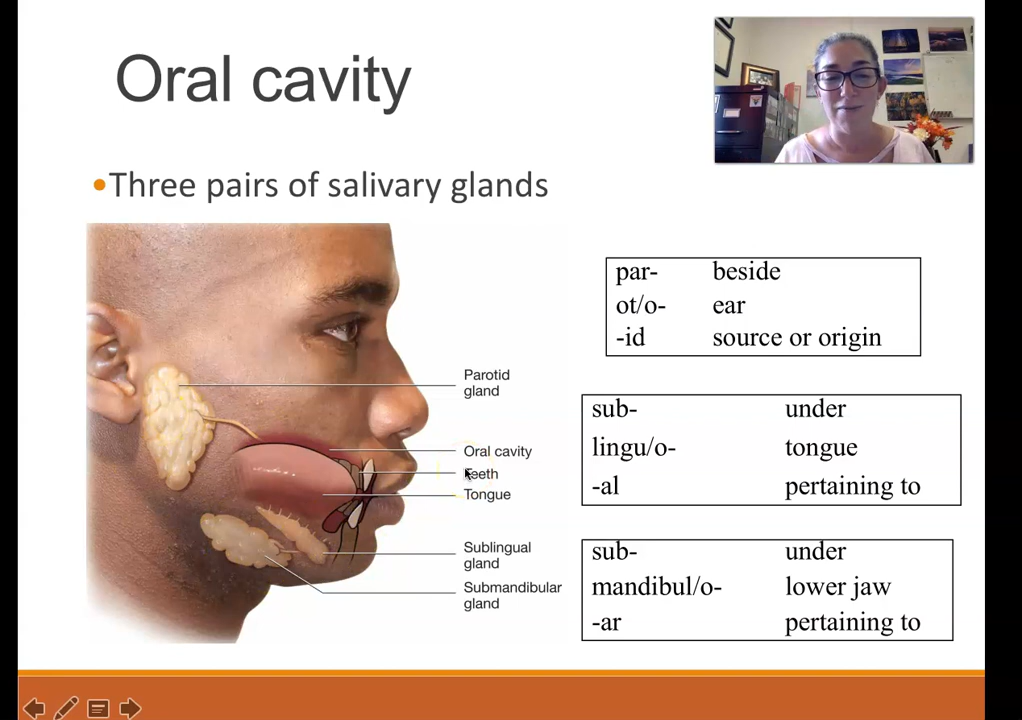 Oral cavity
•Three pairs of salivary glands
Parotid
gland
Oral cavity
Teeth
Tongue
Sublingual
gland
Submandibular
gland
par- beside
ot/o- ear
-id source or origin
sub- under
lingu/o- tongue
-al pertaining to
sub- under
mandibul/o- lower jaw
-ar pertaining to